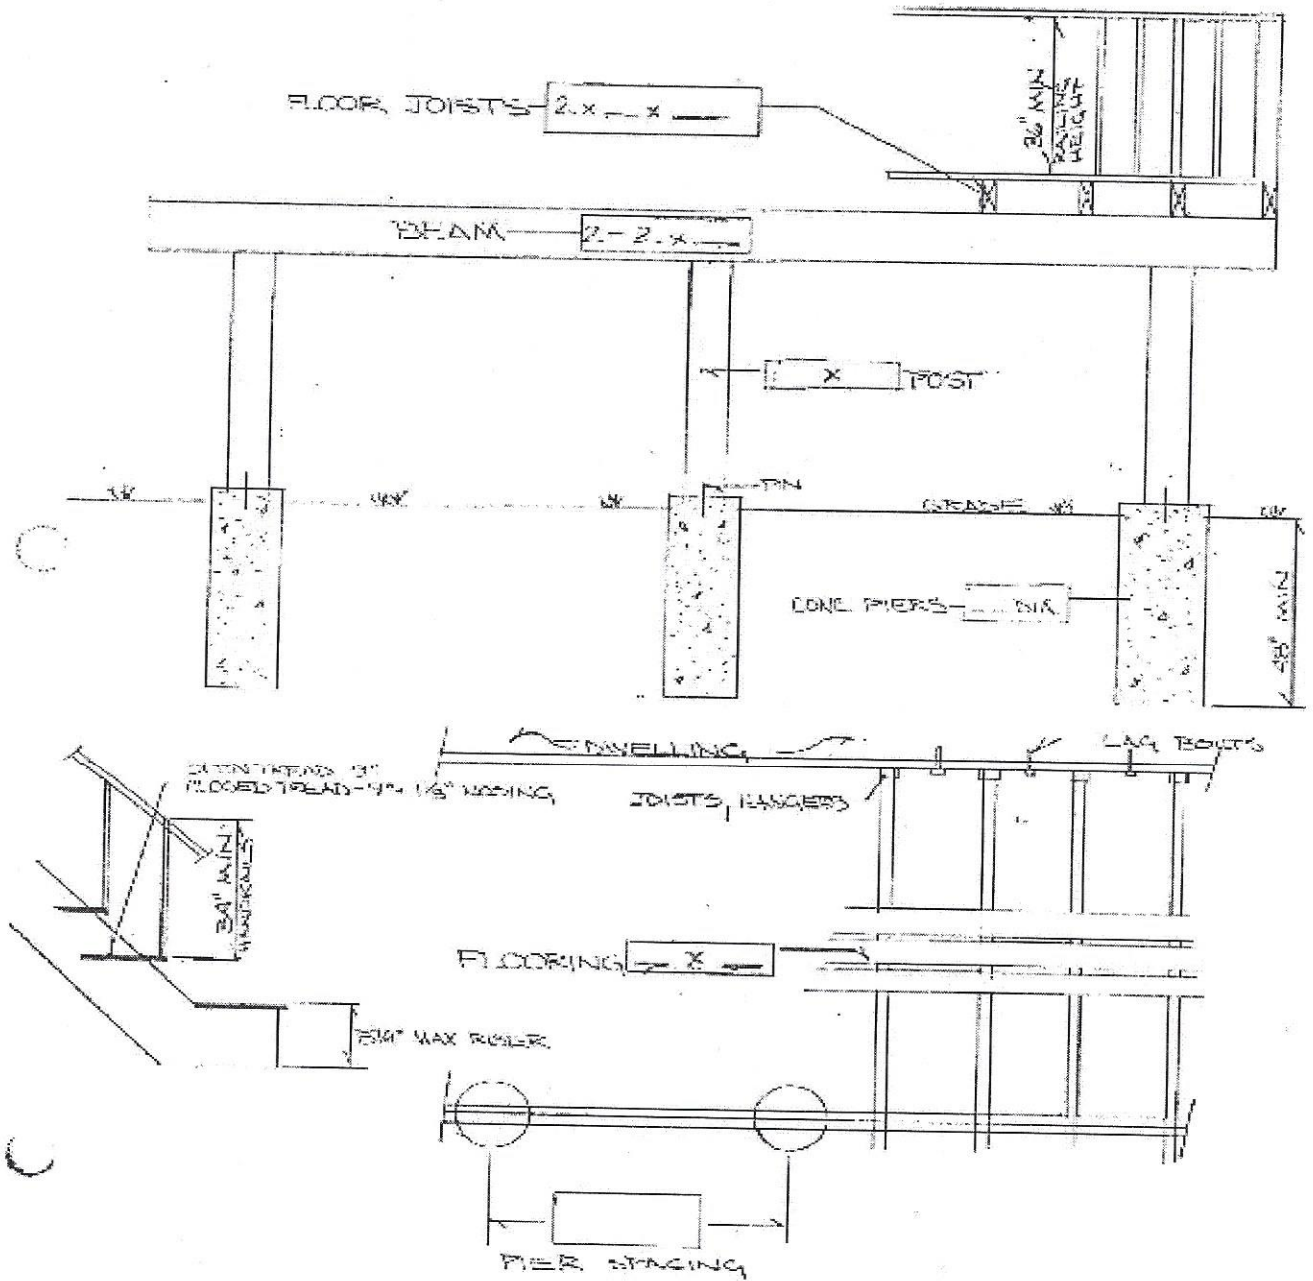 FLOOR JOISTS 2 x __ x __
36" MIN
RAILING
HEIGHT
BEAM 2 - 2 x __
x POST
PIN
GRADE
CONC. PIERS __ DIA.
48" MIN
DWELLING
LAG BOLTS
OPEN TREAD 9"
CLOSED TREAD - 9" + 1⅛" NOSING
JOISTS HANGERS
34" MIN
FLOORING __ x __
MAX RISER
PIER SPACING